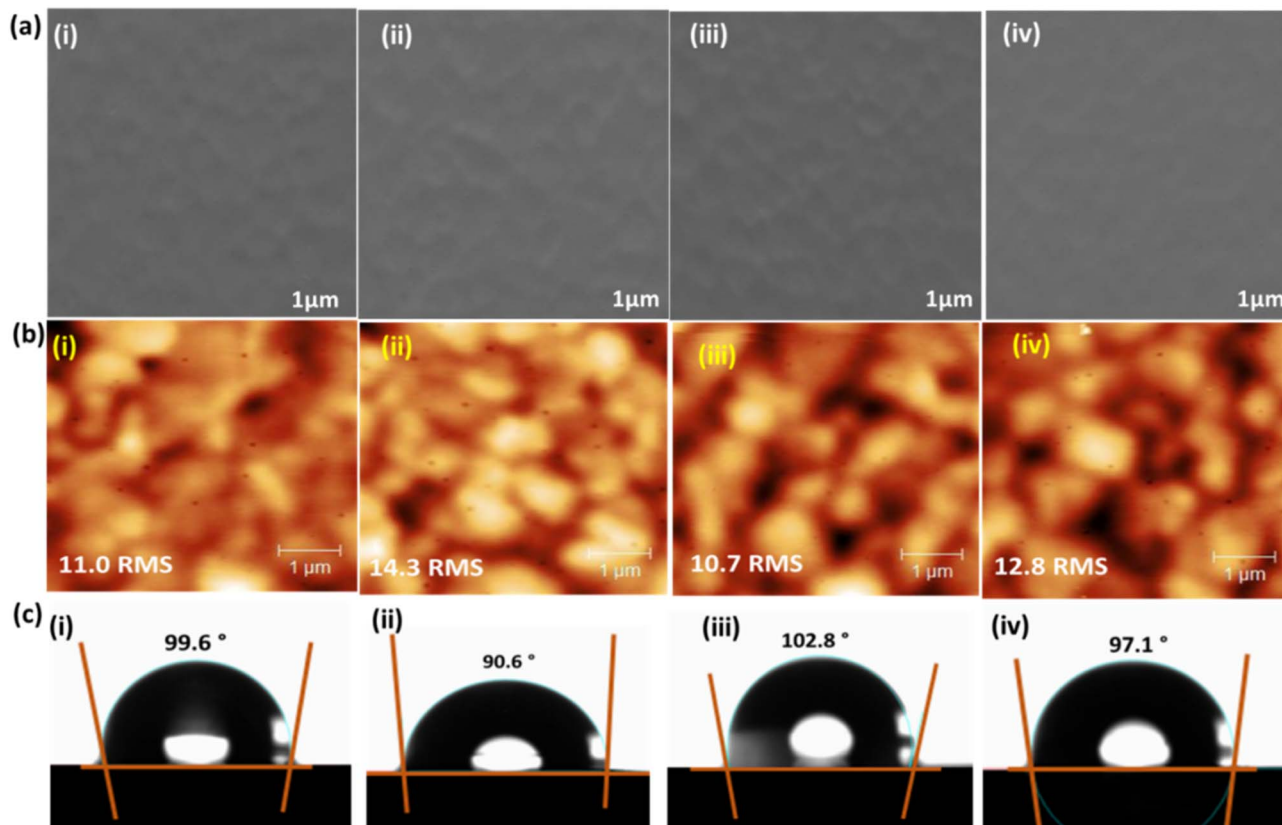 (a)
(i)
(ii)
(iii)
(iv)
1μm
1μm
1μm
1μm
(b)
(i)
(ii)
(iii)
(iv)
11.0 RMS
1 μm
14.3 RMS
1 μm
10.7 RMS
1 μm
12.8 RMS
1 μm
(c)
(i)
99.6 °
(ii)
90.6 °
(iii)
102.8 °
(iv)
97.1 °